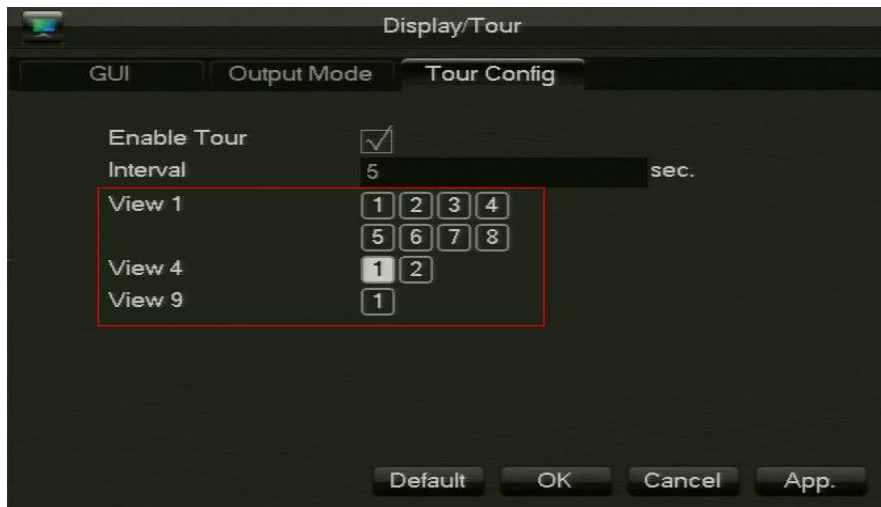 Display/Tour
GUI Output Mode Tour Config
Enable Tour
Interval 5 sec.
View 1 1 2 3 4
5 6 7 8
View 4 1 2
View 9 1
Default OK Cancel App.